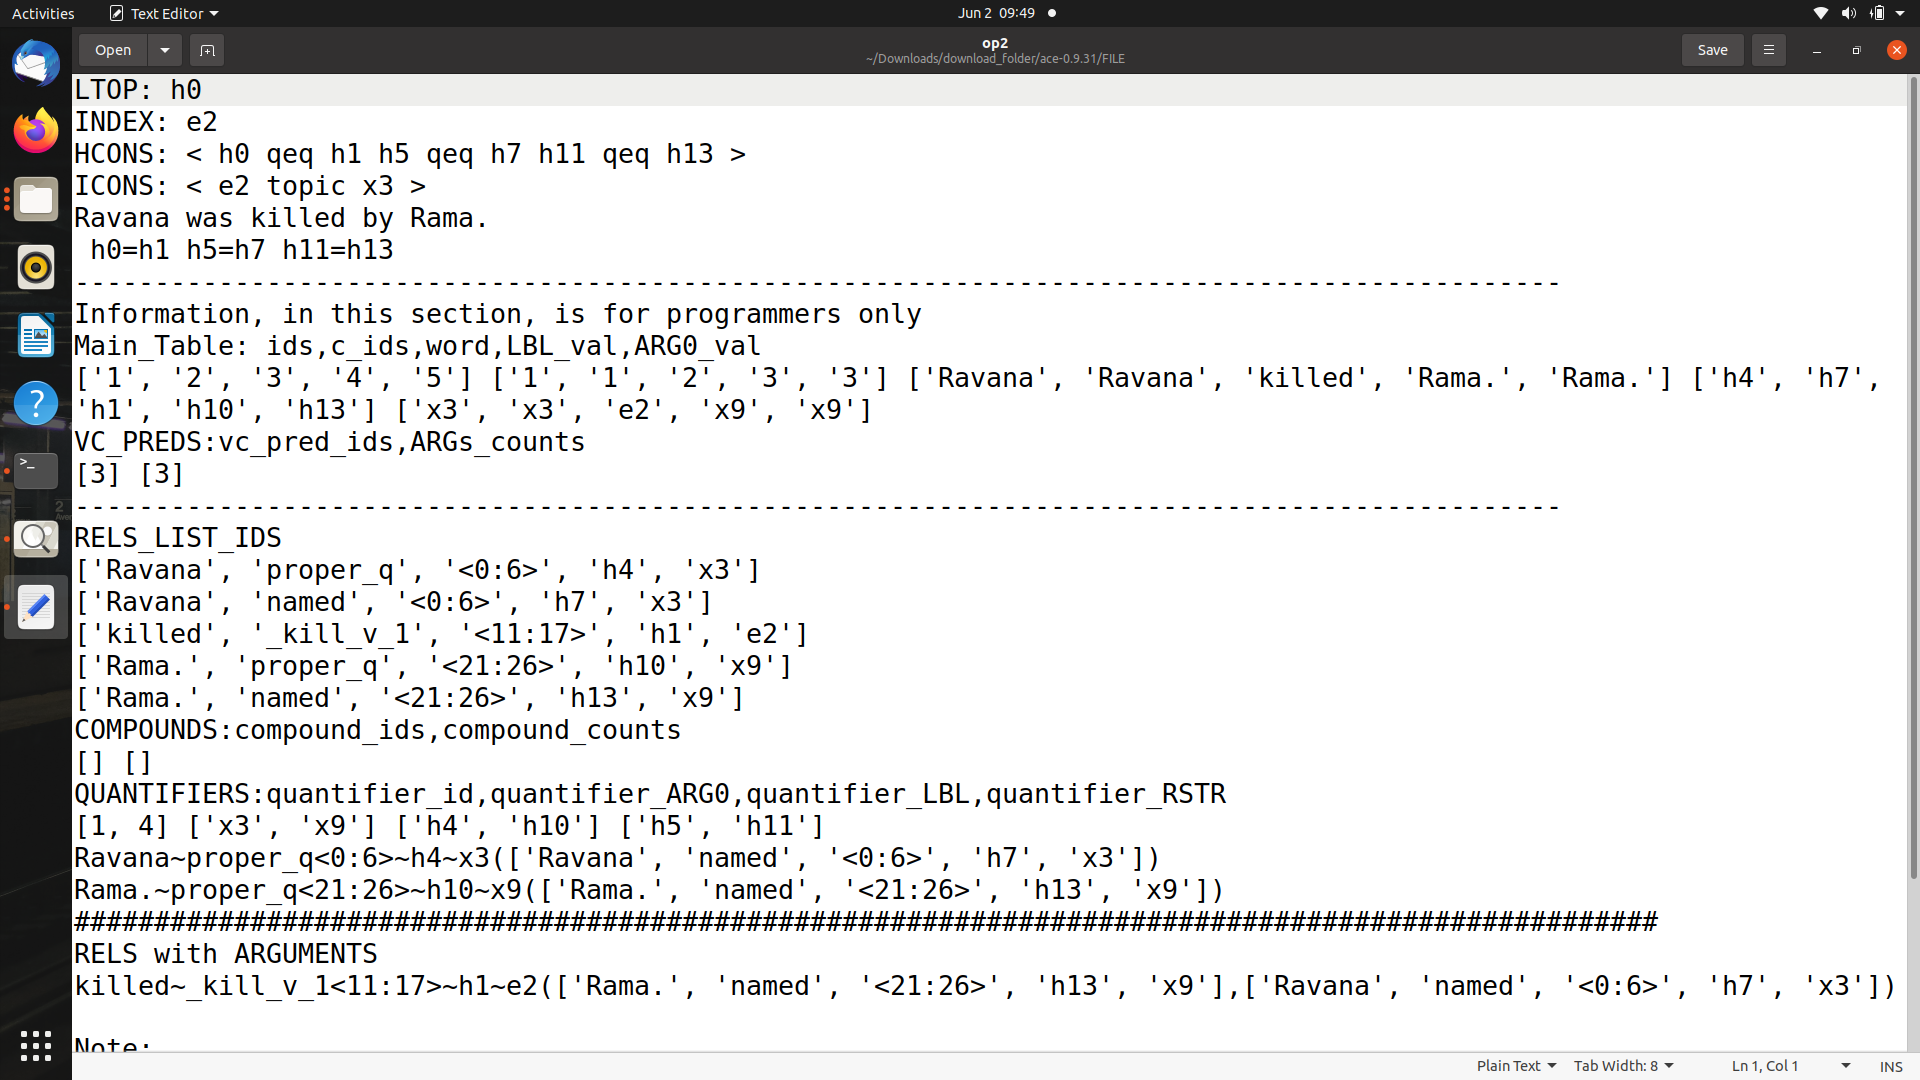 Activities Text Editor Jun 2 09:49
Open op2 Save
~/Downloads/download_folder/ace-0.9.31/FILE
LTOP: h0
INDEX: e2
HCONS: < h0 qeq h1 h5 qeq h7 h11 qeq h13 >
ICONS: < e2 topic x3 >
Ravana was killed by Rama.
h0=h1 h5=h7 h11=h13
---------------------------------------------------------------------------------------------
Information, in this section, is for programmers only
Main_Table: ids,c_ids,word,LBL_val,ARG0_val
['1', '2', '3', '4', '5'] ['1', '1', '2', '3', '3'] ['Ravana', 'Ravana', 'killed', 'Rama.', 'Rama.'] ['h4', 'h7',
'h1', 'h10', 'h13'] ['x3', 'x3', 'e2', 'x9', 'x9']
VC_PREDS:vc_pred_ids,ARGs_counts
[3] [3]
---------------------------------------------------------------------------------------------
RELS_LIST_IDS
['Ravana', 'proper_q', '<0:6>', 'h4', 'x3']
['Ravana', 'named', '<0:6>', 'h7', 'x3']
['killed', '_kill_v_1', '<11:17>', 'h1', 'e2']
['Rama.', 'proper_q', '<21:26>', 'h10', 'x9']
['Rama.', 'named', '<21:26>', 'h13', 'x9']
COMPOUNDS:compound_ids,compound_counts
[] []
QUANTIFIERS:quantifier_id,quantifier_ARG0,quantifier_LBL,quantifier_RSTR
[1, 4] ['x3', 'x9'] ['h4', 'h10'] ['h5', 'h11']
Ravana~proper_q<0:6>~h4~x3(['Ravana', 'named', '<0:6>', 'h7', 'x3'])
Rama.~proper_q<21:26>~h10~x9(['Rama.', 'named', '<21:26>', 'h13', 'x9'])
###################################################################################################
RELS with ARGUMENTS
killed~_kill_v_1<11:17>~h1~e2(['Rama.', 'named', '<21:26>', 'h13', 'x9'],['Ravana', 'named', '<0:6>', 'h7', 'x3'])
Note:
Plain Text Tab Width: 8 Ln 1, Col 1 INS